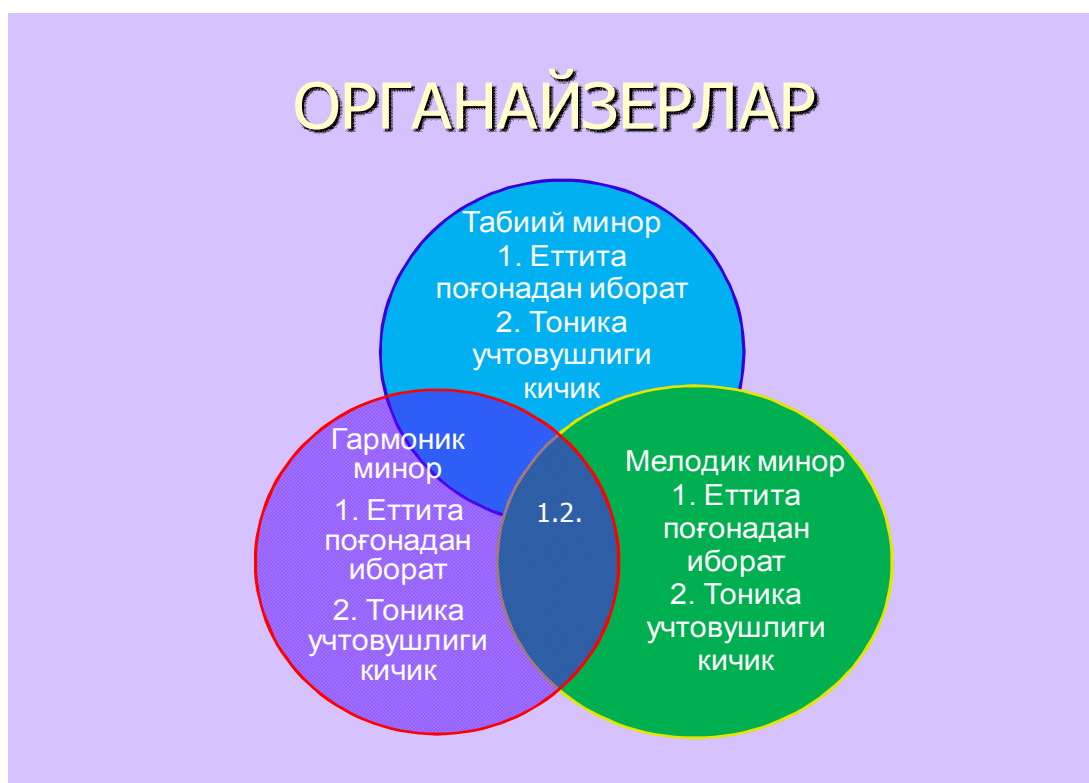 ОРГАНАЙЗЕРЛАР
Табиий минор
1. Еттита
поғонадан иборат
2. Тоника
учтовушлиги
кичик
Гармоник
минор
1. Еттита
поғонадан
иборат
2. Тоника
учтовушлиги
кичик
1.2.
Мелодик минор
1. Еттита
поғонадан
иборат
2. Тоника
учтовушлиги
кичик